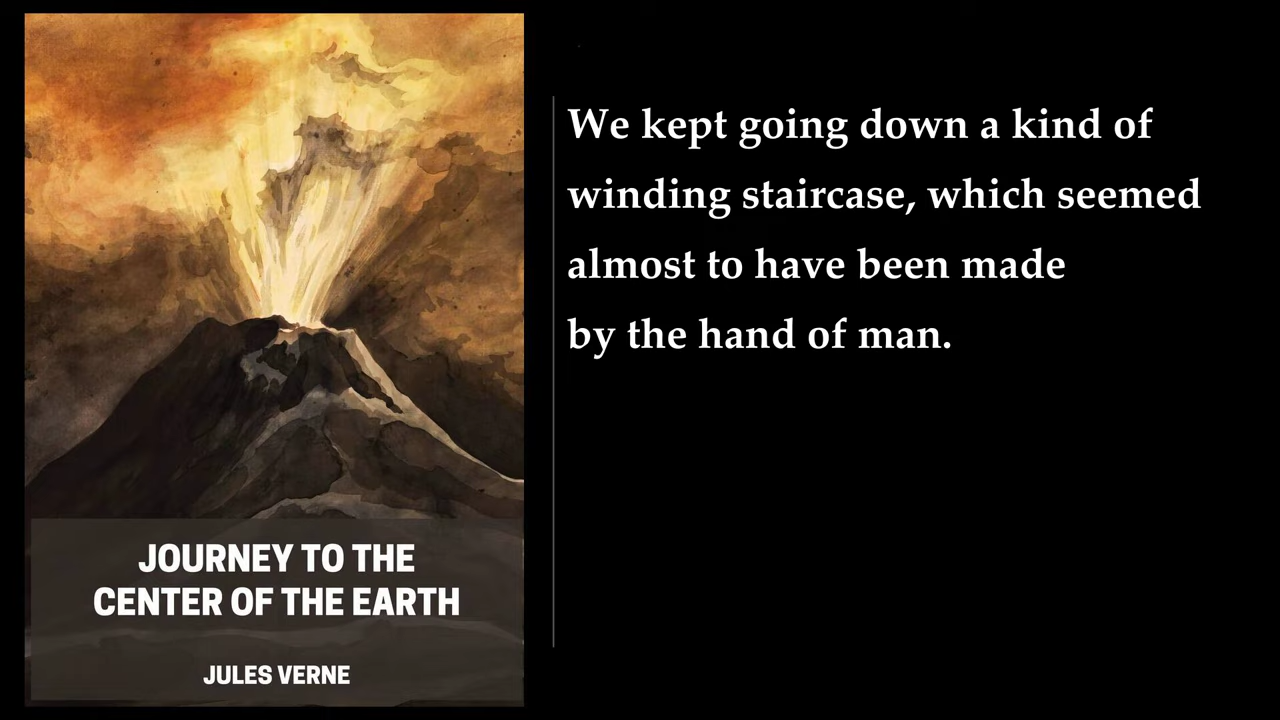 We kept going down a kind of
winding staircase, which seemed
almost to have been made
by the hand of man.
JOURNEY TO THE
CENTER OF THE EARTH
JULES VERNE